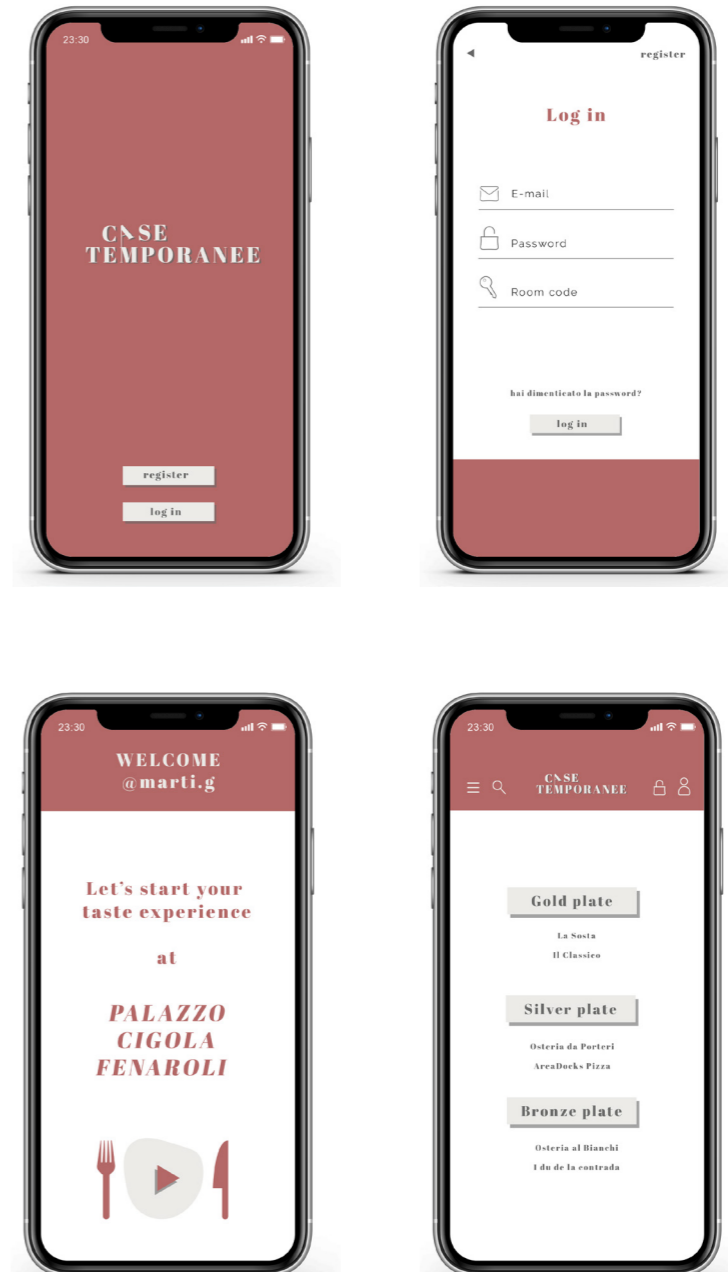 23:30
CASE
TEMPORANEE
register
log in
register
Log in
E-mail
Password
Room code
hai dimenticato la password?
log in
23:30
WELCOME
@marti.g
Let's start your
taste experience
at
PALAZZO
CIGOLA
FENAROLI
23:30
CASE
TEMPORANEE
Gold plate
La Sosta
Il Classico
Silver plate
Osteria da Porteri
AreaDocks Pizza
Bronze plate
Osteria al Bianchi
I du de la contrada